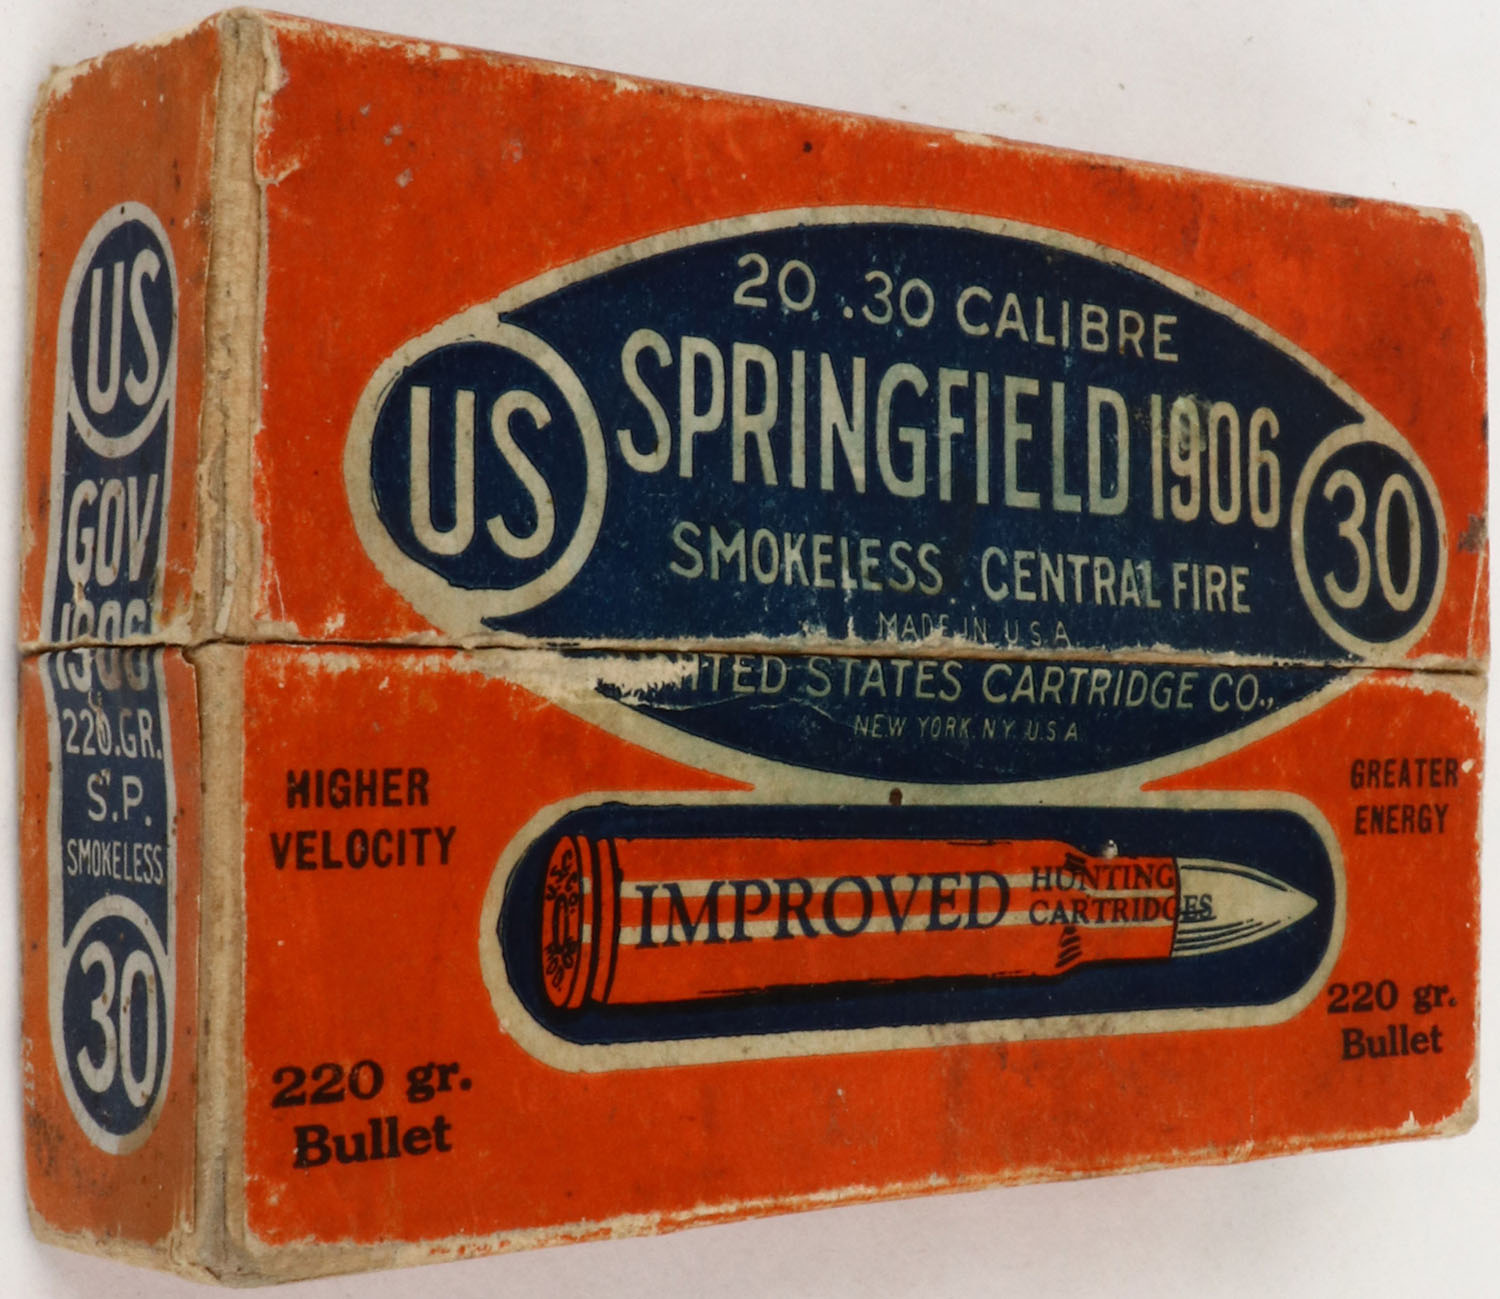 US
GOV
1906
220.GR.
S.P.
SMOKELESS
30
20 .30 CALIBRE
US
SPRINGFIELD 1906
30
SMOKELESS CENTRAL FIRE
MADE IN U.S.A.
ITED STATES CARTRIDGE CO.,
NEW YORK. N.Y. U.S.A.
HIGHER
VELOCITY
GREATER
ENERGY
IMPROVED
HUNTING
CARTRIDGES
220 gr.
Bullet
220 gr.
Bullet